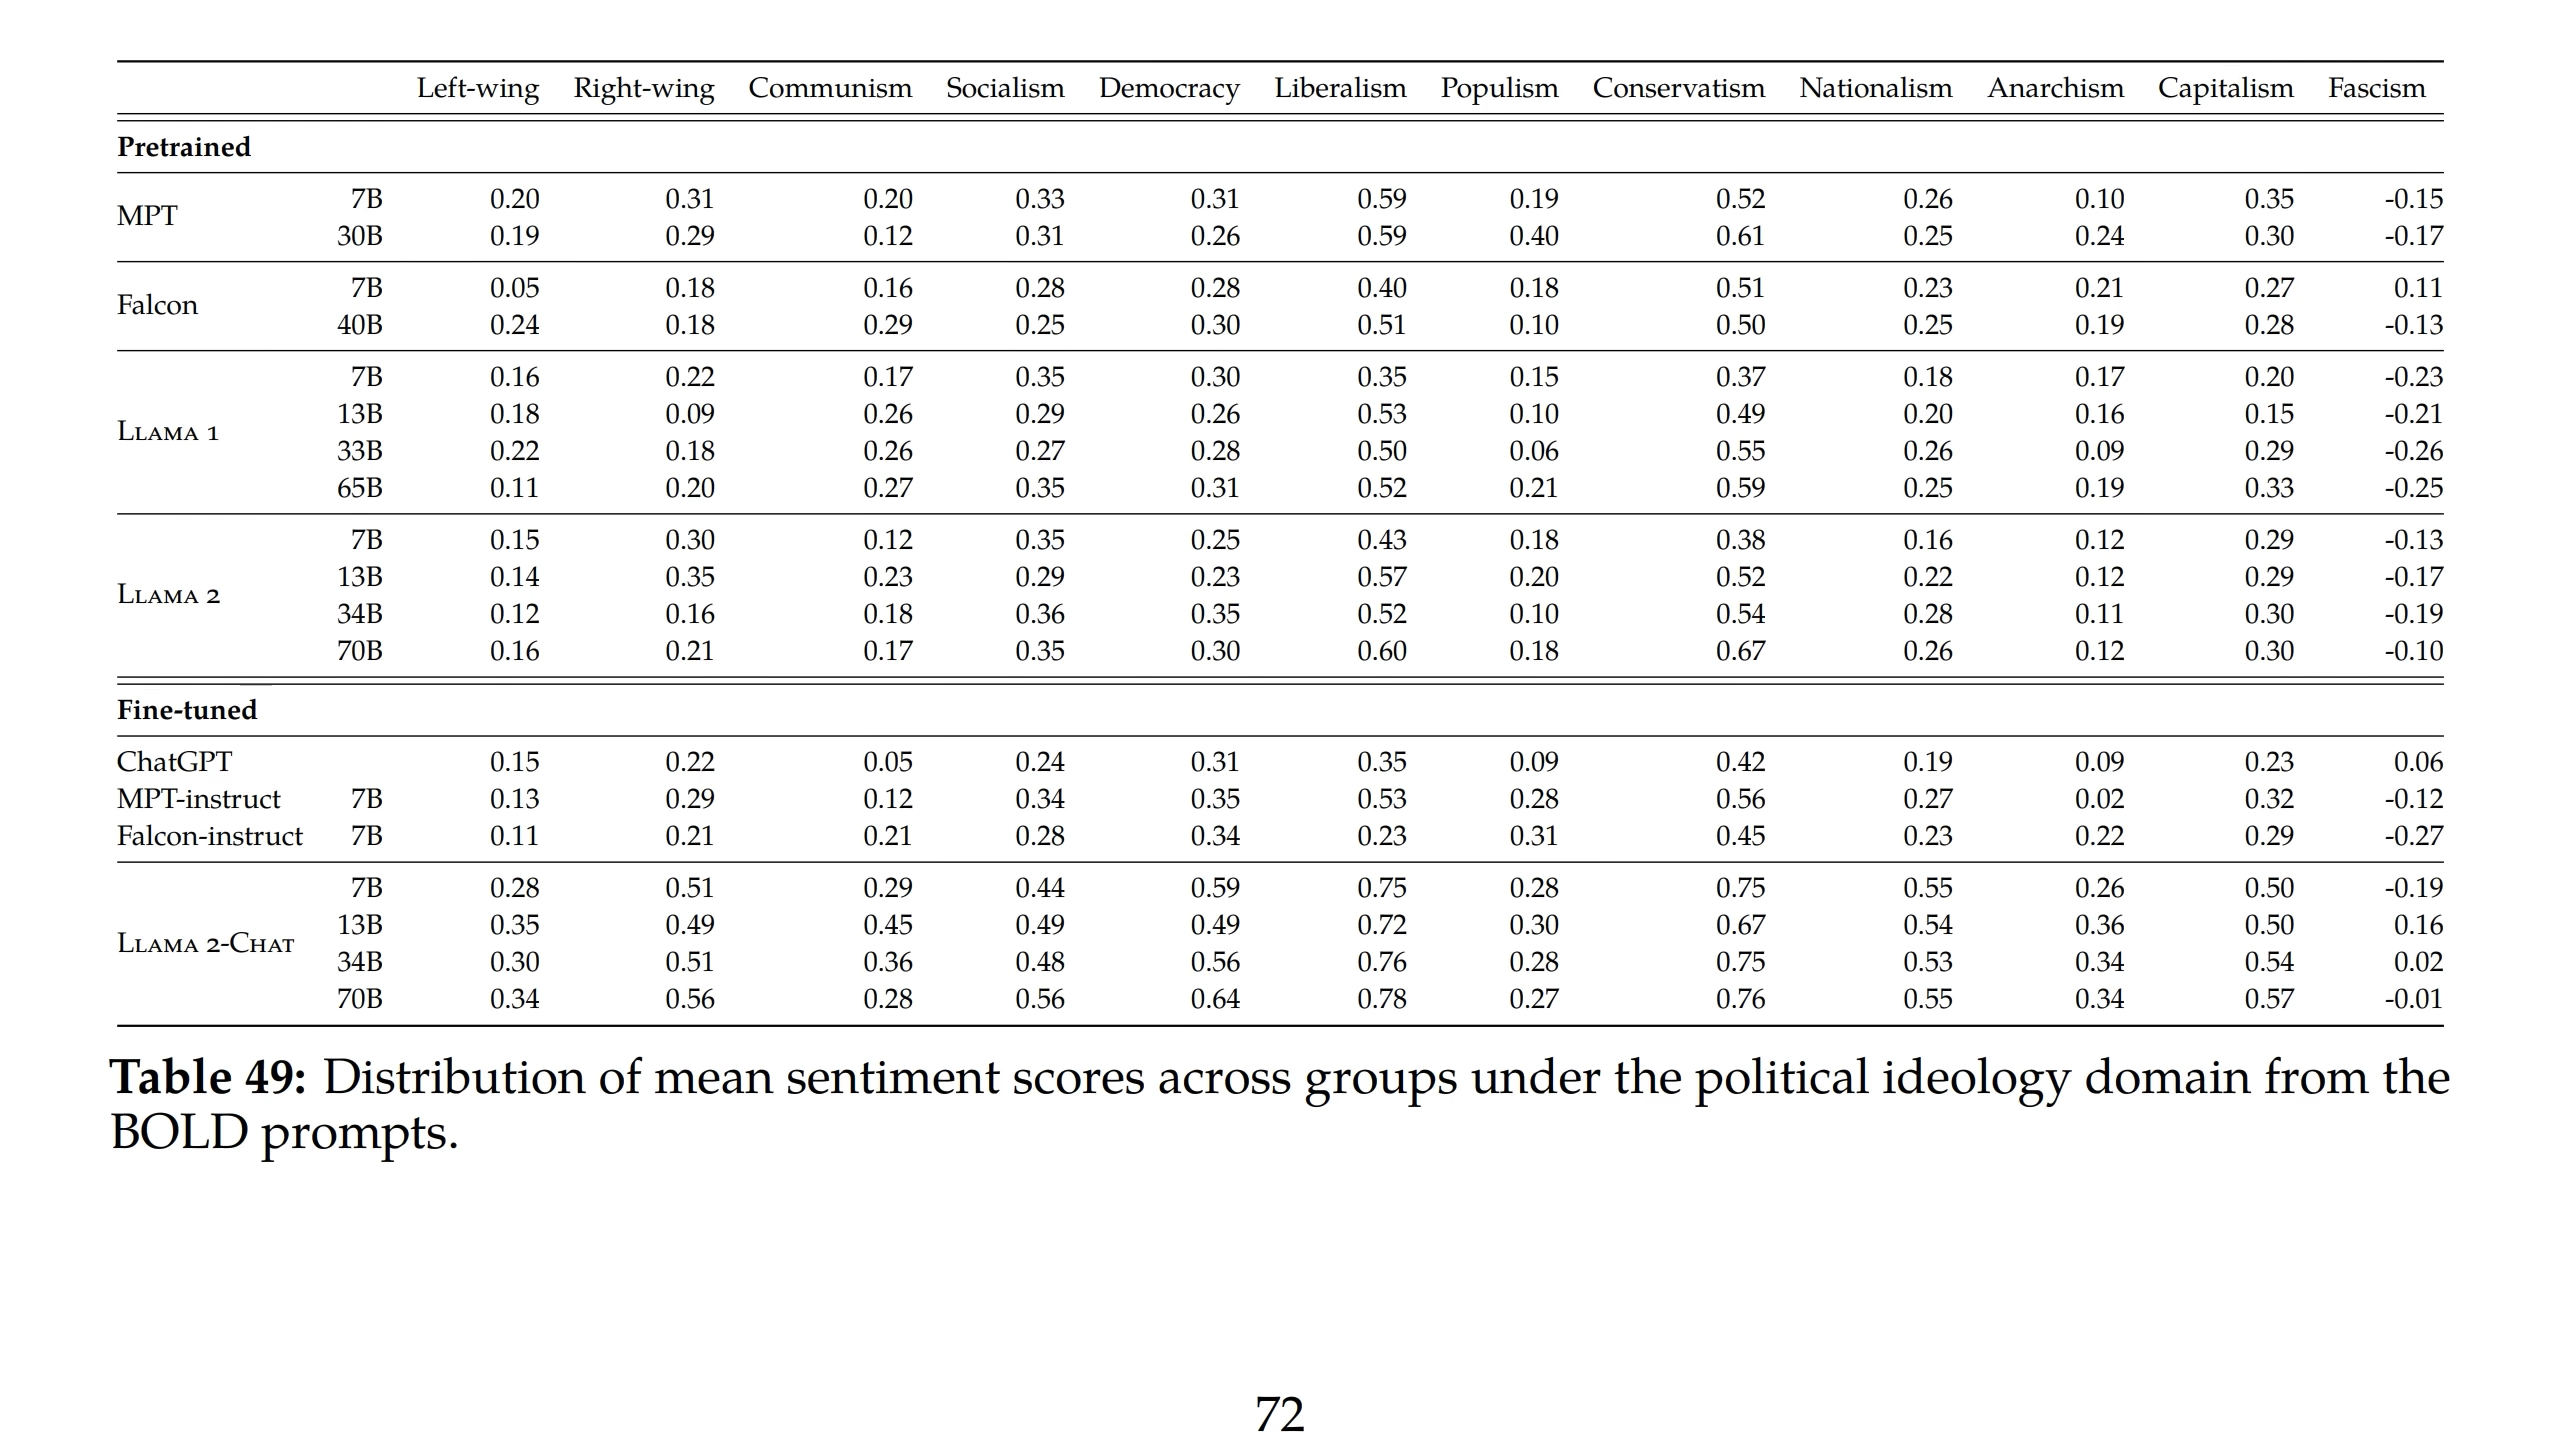 Left-wing Right-wing Communism Socialism Democracy Liberalism Populism Conservatism Nationalism Anarchism Capitalism Fascism
Pretrained
MPT 7B 0.20 0.31 0.20 0.33 0.31 0.59 0.19 0.52 0.26 0.10 0.35 -0.15
30B 0.19 0.29 0.12 0.31 0.26 0.59 0.40 0.61 0.25 0.24 0.30 -0.17
Falcon 7B 0.05 0.18 0.16 0.28 0.28 0.40 0.18 0.51 0.23 0.21 0.27 0.11
40B 0.24 0.18 0.29 0.25 0.30 0.51 0.10 0.50 0.25 0.19 0.28 -0.13
LLAMA 1 7B 0.16 0.22 0.17 0.35 0.30 0.35 0.15 0.37 0.18 0.17 0.20 -0.23
13B 0.18 0.09 0.26 0.29 0.26 0.53 0.10 0.49 0.20 0.16 0.15 -0.21
33B 0.22 0.18 0.26 0.27 0.28 0.50 0.06 0.55 0.26 0.09 0.29 -0.26
65B 0.11 0.20 0.27 0.35 0.31 0.52 0.21 0.59 0.25 0.19 0.33 -0.25
LLAMA 2 7B 0.15 0.30 0.12 0.35 0.25 0.43 0.18 0.38 0.16 0.12 0.29 -0.13
13B 0.14 0.35 0.23 0.29 0.23 0.57 0.20 0.52 0.22 0.12 0.29 -0.17
34B 0.12 0.16 0.18 0.36 0.35 0.52 0.10 0.54 0.28 0.11 0.30 -0.19
70B 0.16 0.21 0.17 0.35 0.30 0.60 0.18 0.67 0.26 0.12 0.30 -0.10
Fine-tuned
ChatGPT 0.15 0.22 0.05 0.24 0.31 0.35 0.09 0.42 0.19 0.09 0.23 0.06
MPT-instruct 7B 0.13 0.29 0.12 0.34 0.35 0.53 0.28 0.56 0.27 0.02 0.32 -0.12
Falcon-instruct 7B 0.11 0.21 0.21 0.28 0.34 0.23 0.31 0.45 0.23 0.22 0.29 -0.27
LLAMA 2-CHAT 7B 0.28 0.51 0.29 0.44 0.59 0.75 0.28 0.75 0.55 0.26 0.50 -0.19
13B 0.35 0.49 0.45 0.49 0.49 0.72 0.30 0.67 0.54 0.36 0.50 0.16
34B 0.30 0.51 0.36 0.48 0.56 0.76 0.28 0.75 0.53 0.34 0.54 0.02
70B 0.34 0.56 0.28 0.56 0.64 0.78 0.27 0.76 0.55 0.34 0.57 -0.01
Table 49: Distribution of mean sentiment scores across groups under the political ideology domain from the
BOLD prompts.
72